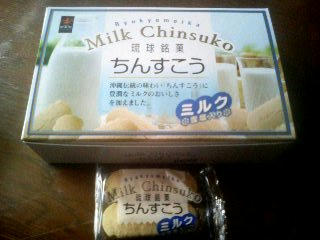 Ryukyumeika
Milk Chinsuko
琉球銘菓
ちんすこう
沖縄伝統の味わい「ちんすこう」に
豊潤なミルクのおいしさ
を加えました。
ミルク
Ryukyumeika
Milk Chinsuko
琉球銘菓
ちんすこう
ミルク